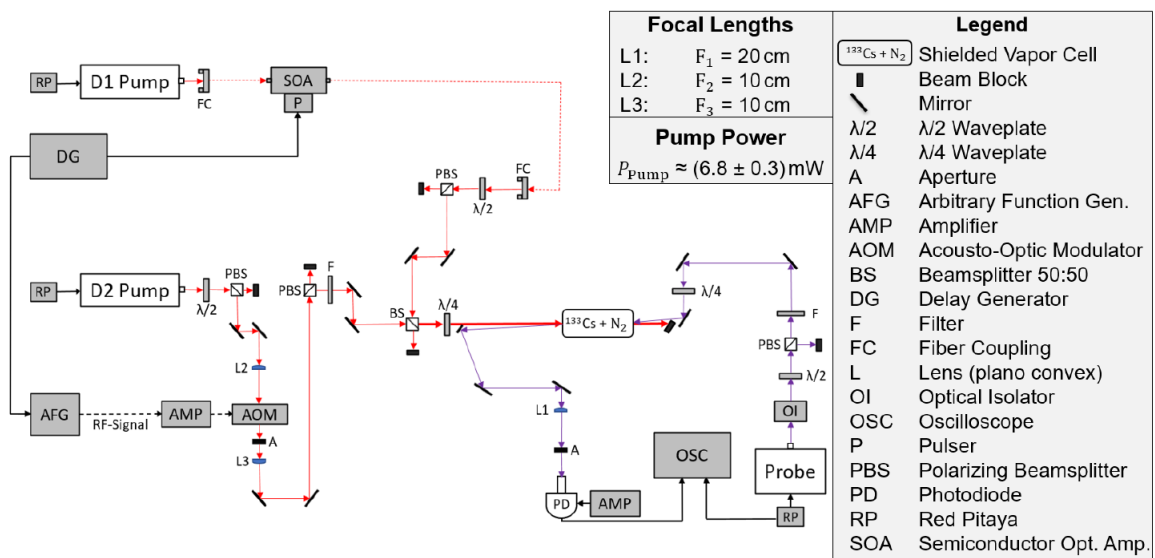 Focal Lengths
L1: F₁ = 20 cm
L2: F₂ = 10 cm
L3: F₃ = 10 cm
Pump Power
P_Pump ≈ (6.8 ± 0.3) mW
Legend
¹³³Cs + N₂ Shielded Vapor Cell
Beam Block
Mirror
λ/2 λ/2 Waveplate
λ/4 λ/4 Waveplate
A Aperture
AFG Arbitrary Function Gen.
AMP Amplifier
AOM Acousto-Optic Modulator
BS Beamsplitter 50:50
DG Delay Generator
F Filter
FC Fiber Coupling
L Lens (plano convex)
OI Optical Isolator
OSC Oscilloscope
P Pulser
PBS Polarizing Beamsplitter
PD Photodiode
RP Red Pitaya
SOA Semiconductor Opt. Amp.
RP
D1 Pump
FC
SOA
P
DG
PBS
λ/2
FC
RP
D2 Pump
λ/2
PBS
PBS
F
BS
λ/4
¹³³Cs + N₂
λ/4
F
PBS
λ/2
OI
Probe
RP
L2
AFG
RF-Signal
AMP
AOM
A
L3
L1
A
PD
AMP
OSC